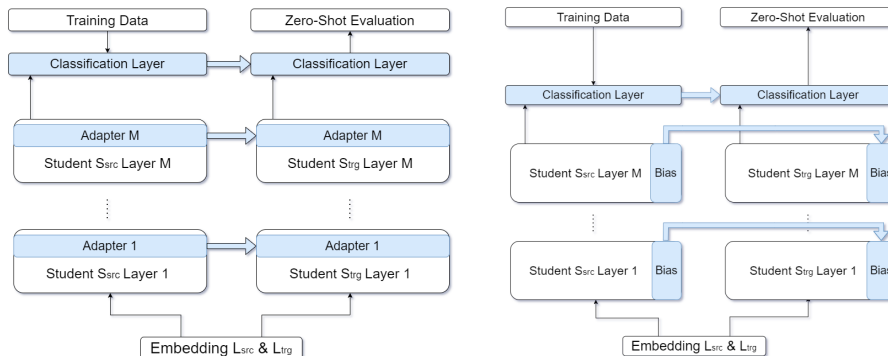 Training Data
Zero-Shot Evaluation
Classification Layer
Classification Layer
Adapter M
Student Ssrc Layer M
Adapter M
Student Strg Layer M
Adapter 1
Student Ssrc Layer 1
Adapter 1
Student Strg Layer 1
Embedding Lsrc & Ltrg
Training Data
Zero-Shot Evaluation
Classification Layer
Classification Layer
Student Ssrc Layer M
Bias
Student Strg Layer M
Bias
Student Ssrc Layer 1
Bias
Student Strg Layer 1
Bias
Embedding Lsrc & Ltrg